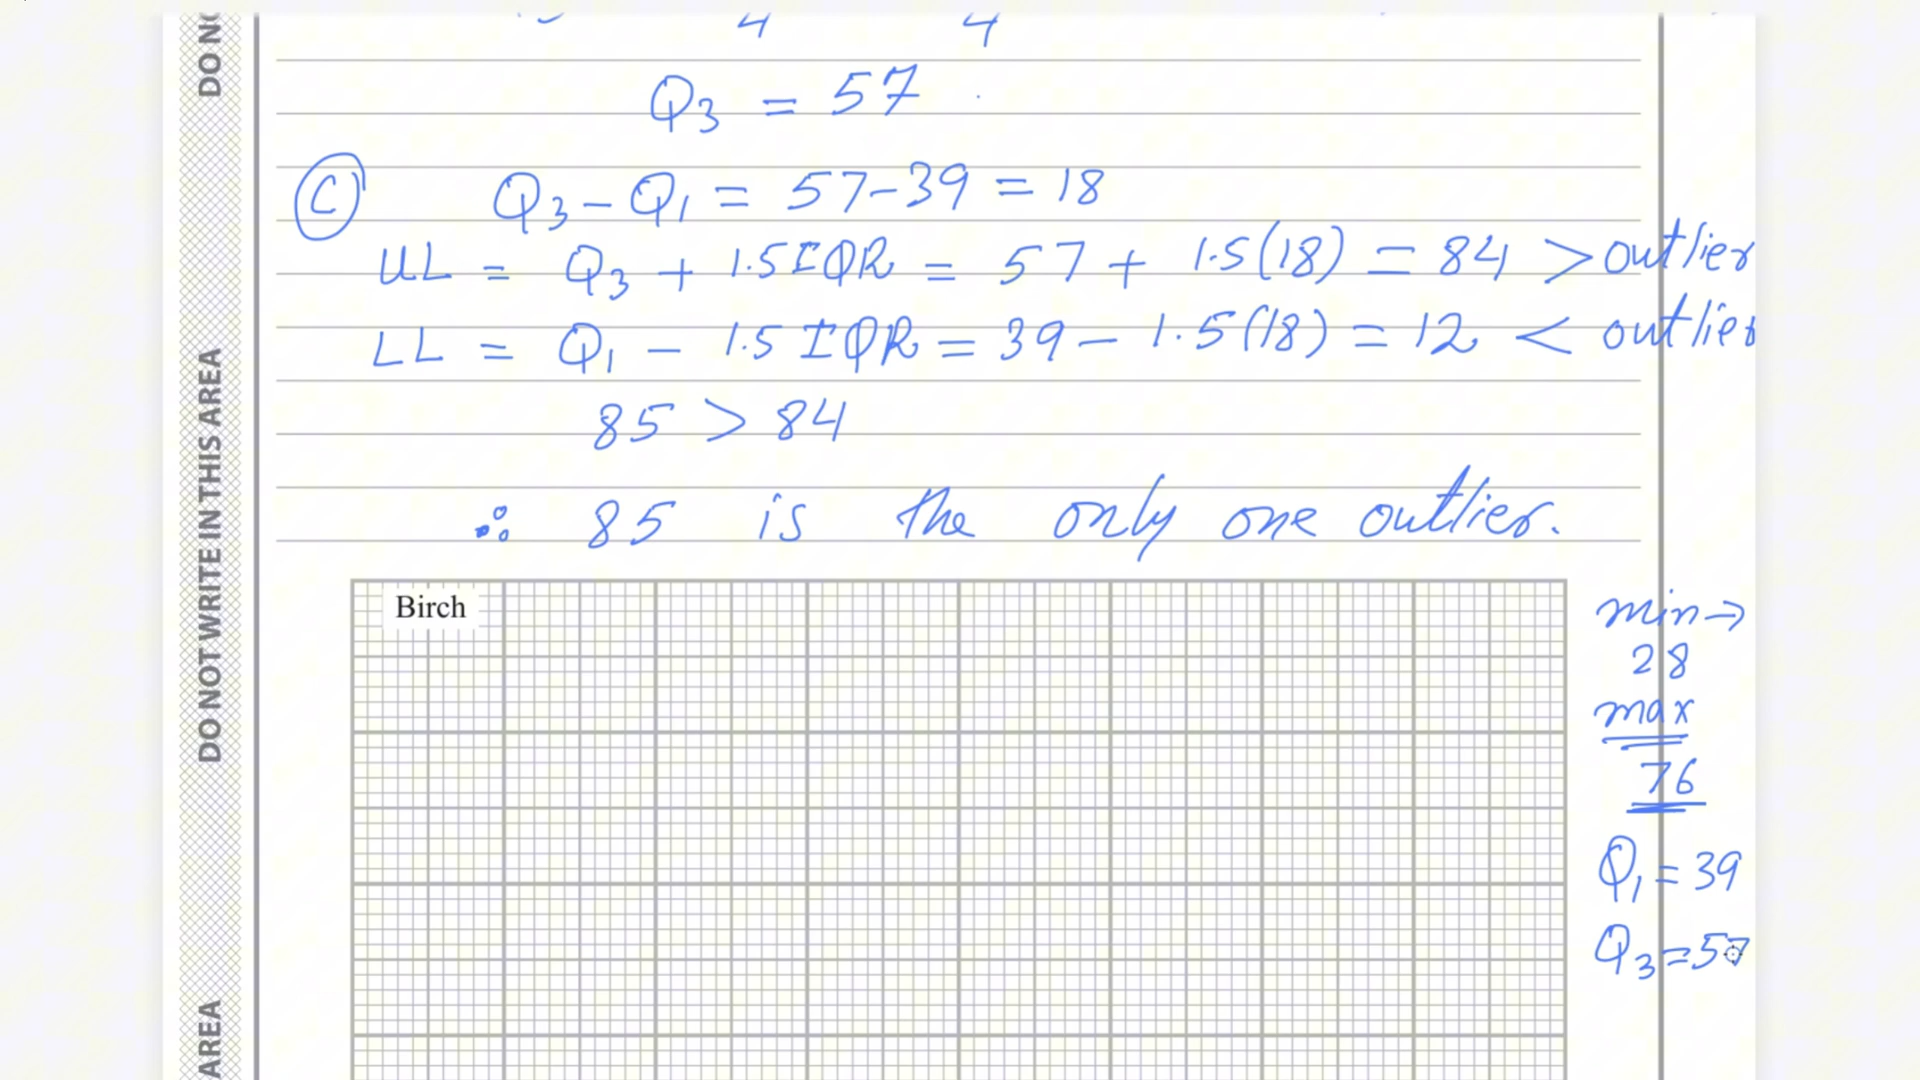 Q3 = 57
C Q3 - Q1 = 57-39 = 18
UL = Q3 + 1.5IQR = 57 + 1.5(18) = 84 > outlier
LL = Q1 - 1.5 IQR = 39 - 1.5(18) = 12 < outlier
85 > 84
∴ 85 is the only one outlier.
Birch
min→
28
max
76
Q1 = 39
Q3 = 57
DO NOT WRITE IN THIS AREA
AREA